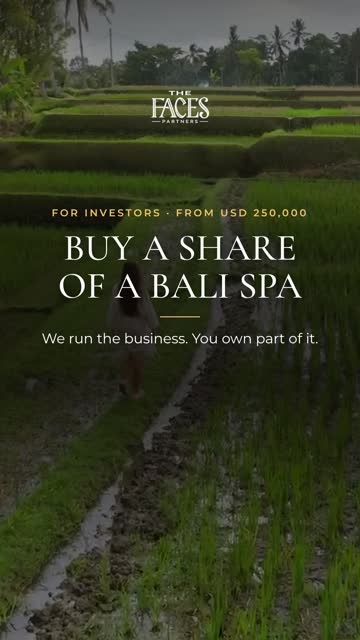 THE
FACES
PARTNERS
FOR INVESTORS · FROM USD 250,000
BUY A SHARE
OF A BALI SPA
We run the business. You own part of it.